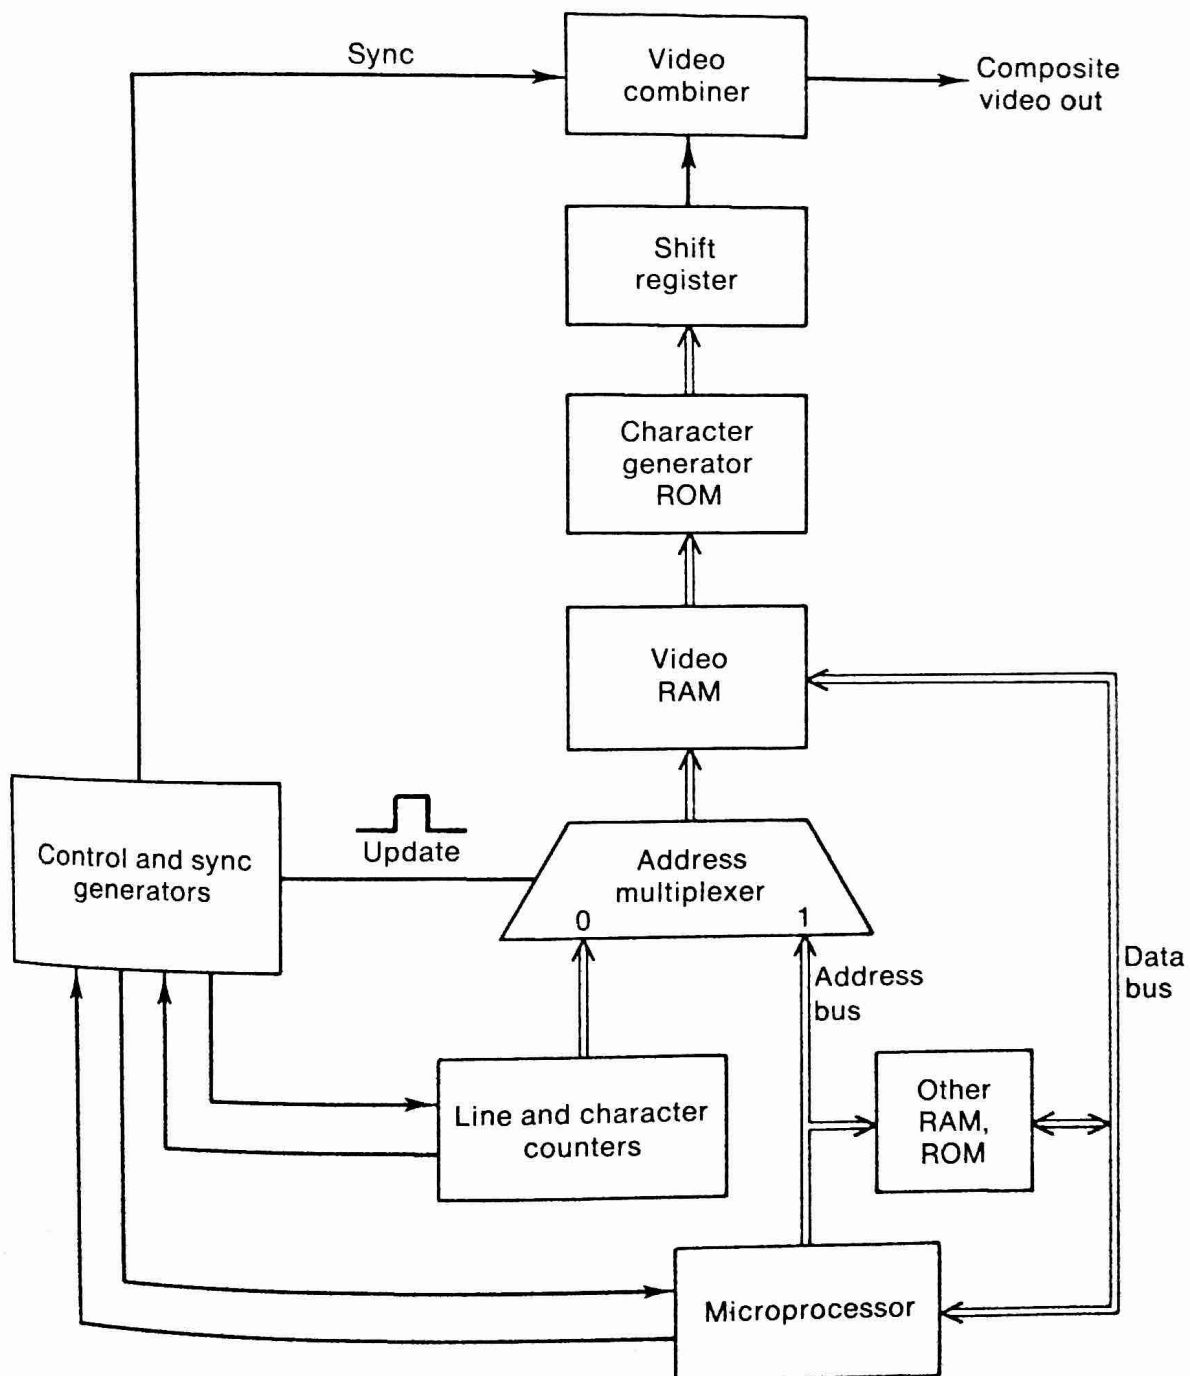 Sync
Video
combiner
Composite
video out
Shift
register
Character
generator
ROM
Video
RAM
Control and sync
generators
Update
Address
multiplexer
0
1
Address
bus
Data
bus
Line and character
counters
Other
RAM,
ROM
Microprocessor